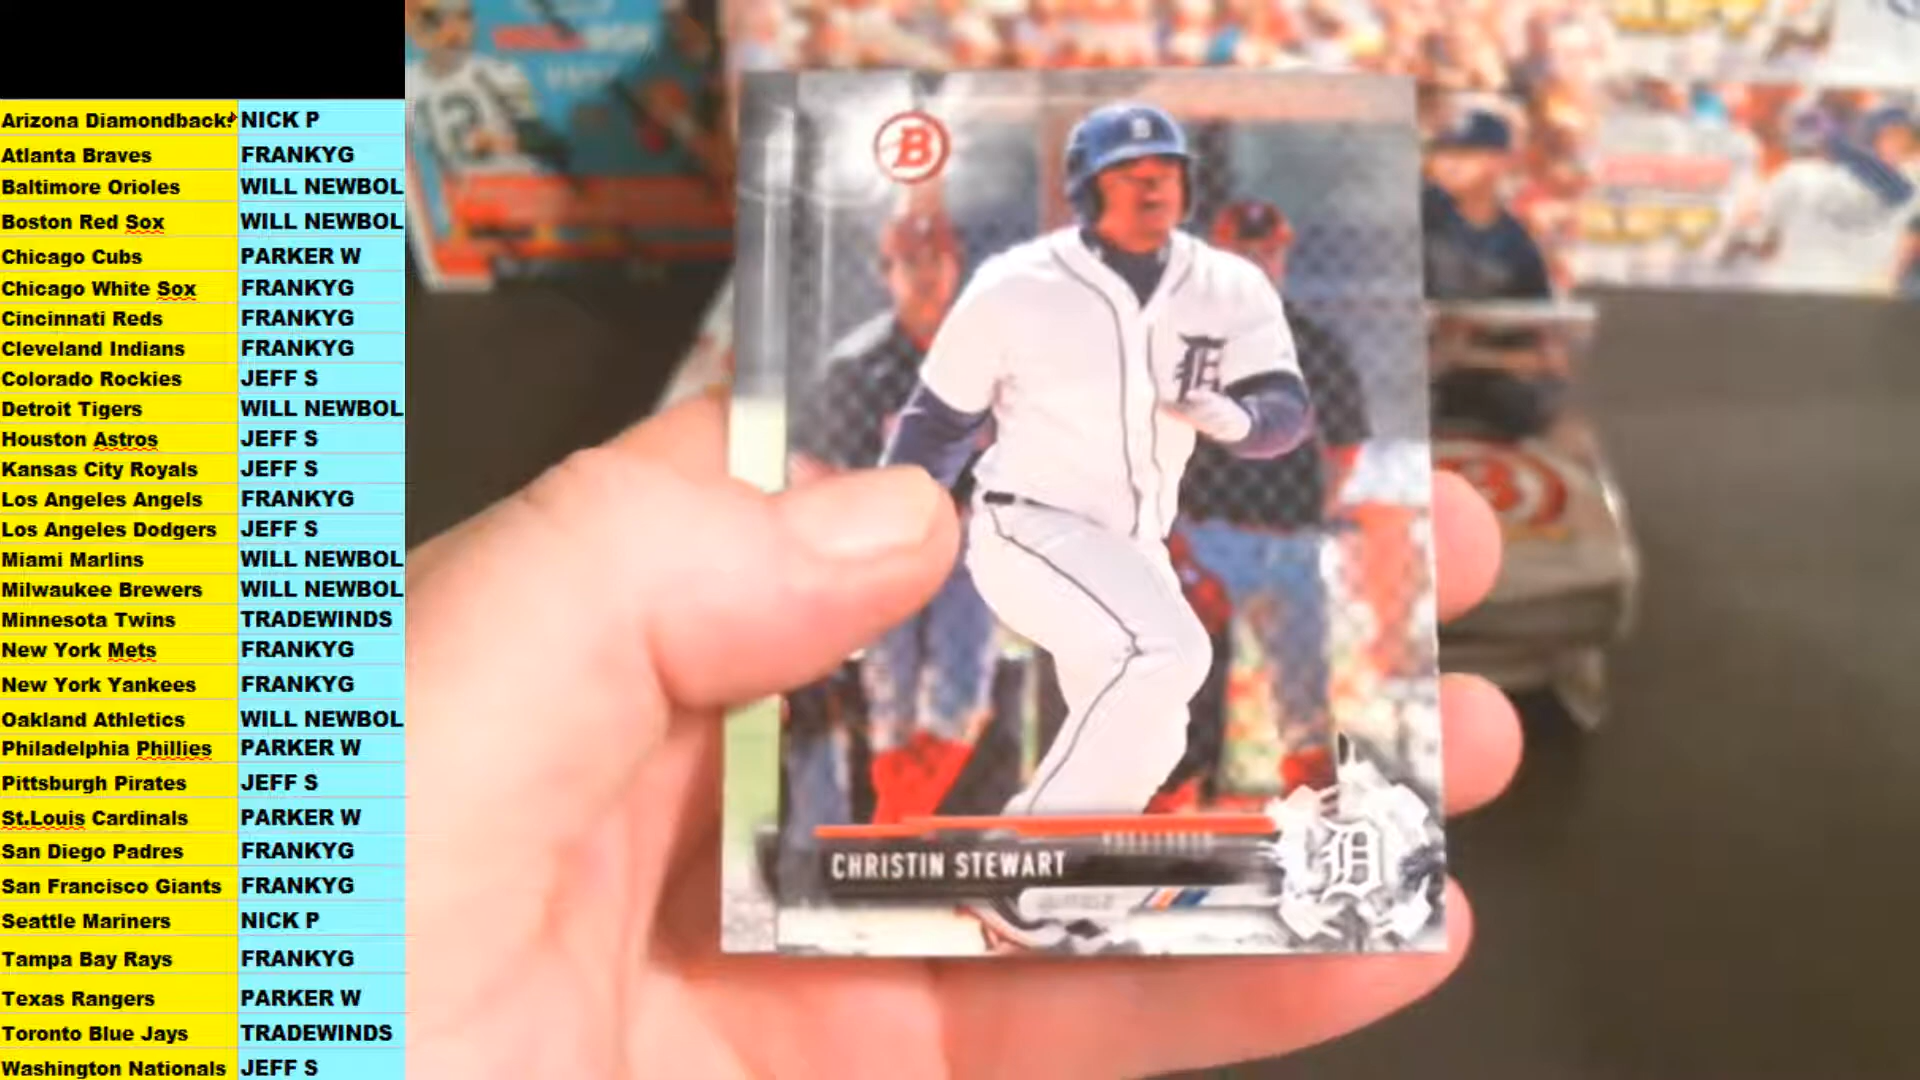 Arizona Diamondbacks NICK P
Atlanta Braves FRANKYG
Baltimore Orioles WILL NEWBOL
Boston Red Sox WILL NEWBOL
Chicago Cubs PARKER W
Chicago White Sox FRANKYG
Cincinnati Reds FRANKYG
Cleveland Indians FRANKYG
Colorado Rockies JEFF S
Detroit Tigers WILL NEWBOL
Houston Astros JEFF S
Kansas City Royals JEFF S
Los Angeles Angels FRANKYG
Los Angeles Dodgers JEFF S
Miami Marlins WILL NEWBOL
Milwaukee Brewers WILL NEWBOL
Minnesota Twins TRADEWINDS
New York Mets FRANKYG
New York Yankees FRANKYG
Oakland Athletics WILL NEWBOL
Philadelphia Phillies PARKER W
Pittsburgh Pirates JEFF S
St.Louis Cardinals PARKER W
San Diego Padres FRANKYG
San Francisco Giants FRANKYG
Seattle Mariners NICK P
Tampa Bay Rays FRANKYG
Texas Rangers PARKER W
Toronto Blue Jays TRADEWINDS
Washington Nationals JEFF S
B
D
CHRISTIN STEWART
D